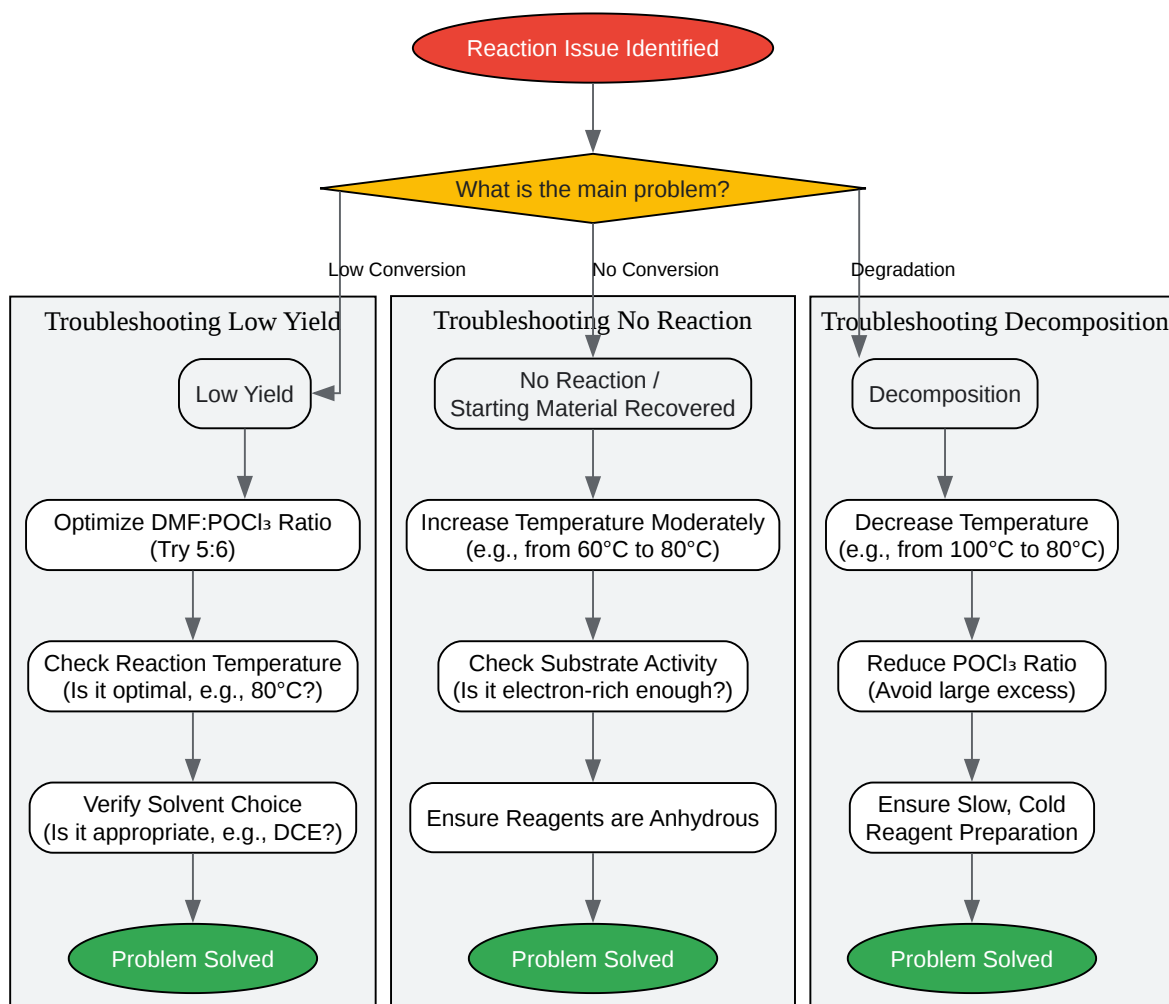 Reaction Issue Identified
What is the main problem?
Low Conversion
No Conversion
Degradation
Troubleshooting Low Yield
Low Yield
Optimize DMF:POCl₃ Ratio
(Try 5:6)
Check Reaction Temperature
(Is it optimal, e.g., 80°C?)
Verify Solvent Choice
(Is it appropriate, e.g., DCE?)
Problem Solved
Troubleshooting No Reaction
No Reaction /
Starting Material Recovered
Increase Temperature Moderately
(e.g., from 60°C to 80°C)
Check Substrate Activity
(Is it electron-rich enough?)
Ensure Reagents are Anhydrous
Problem Solved
Troubleshooting Decomposition
Decomposition
Decrease Temperature
(e.g., from 100°C to 80°C)
Reduce POCl₃ Ratio
(Avoid large excess)
Ensure Slow, Cold
Reagent Preparation
Problem Solved